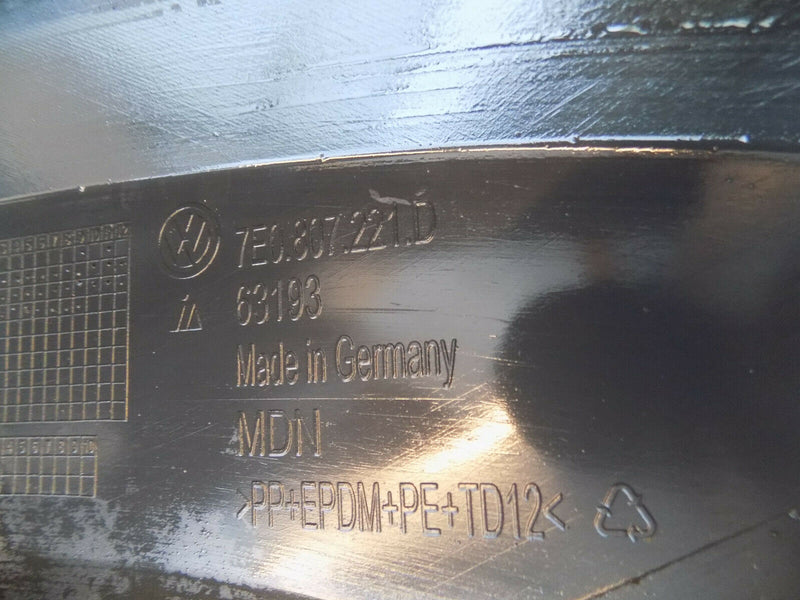 7E0.807.221.D
63193
Made in Germany
MDN
>PP+EPDM+PE+TD12<